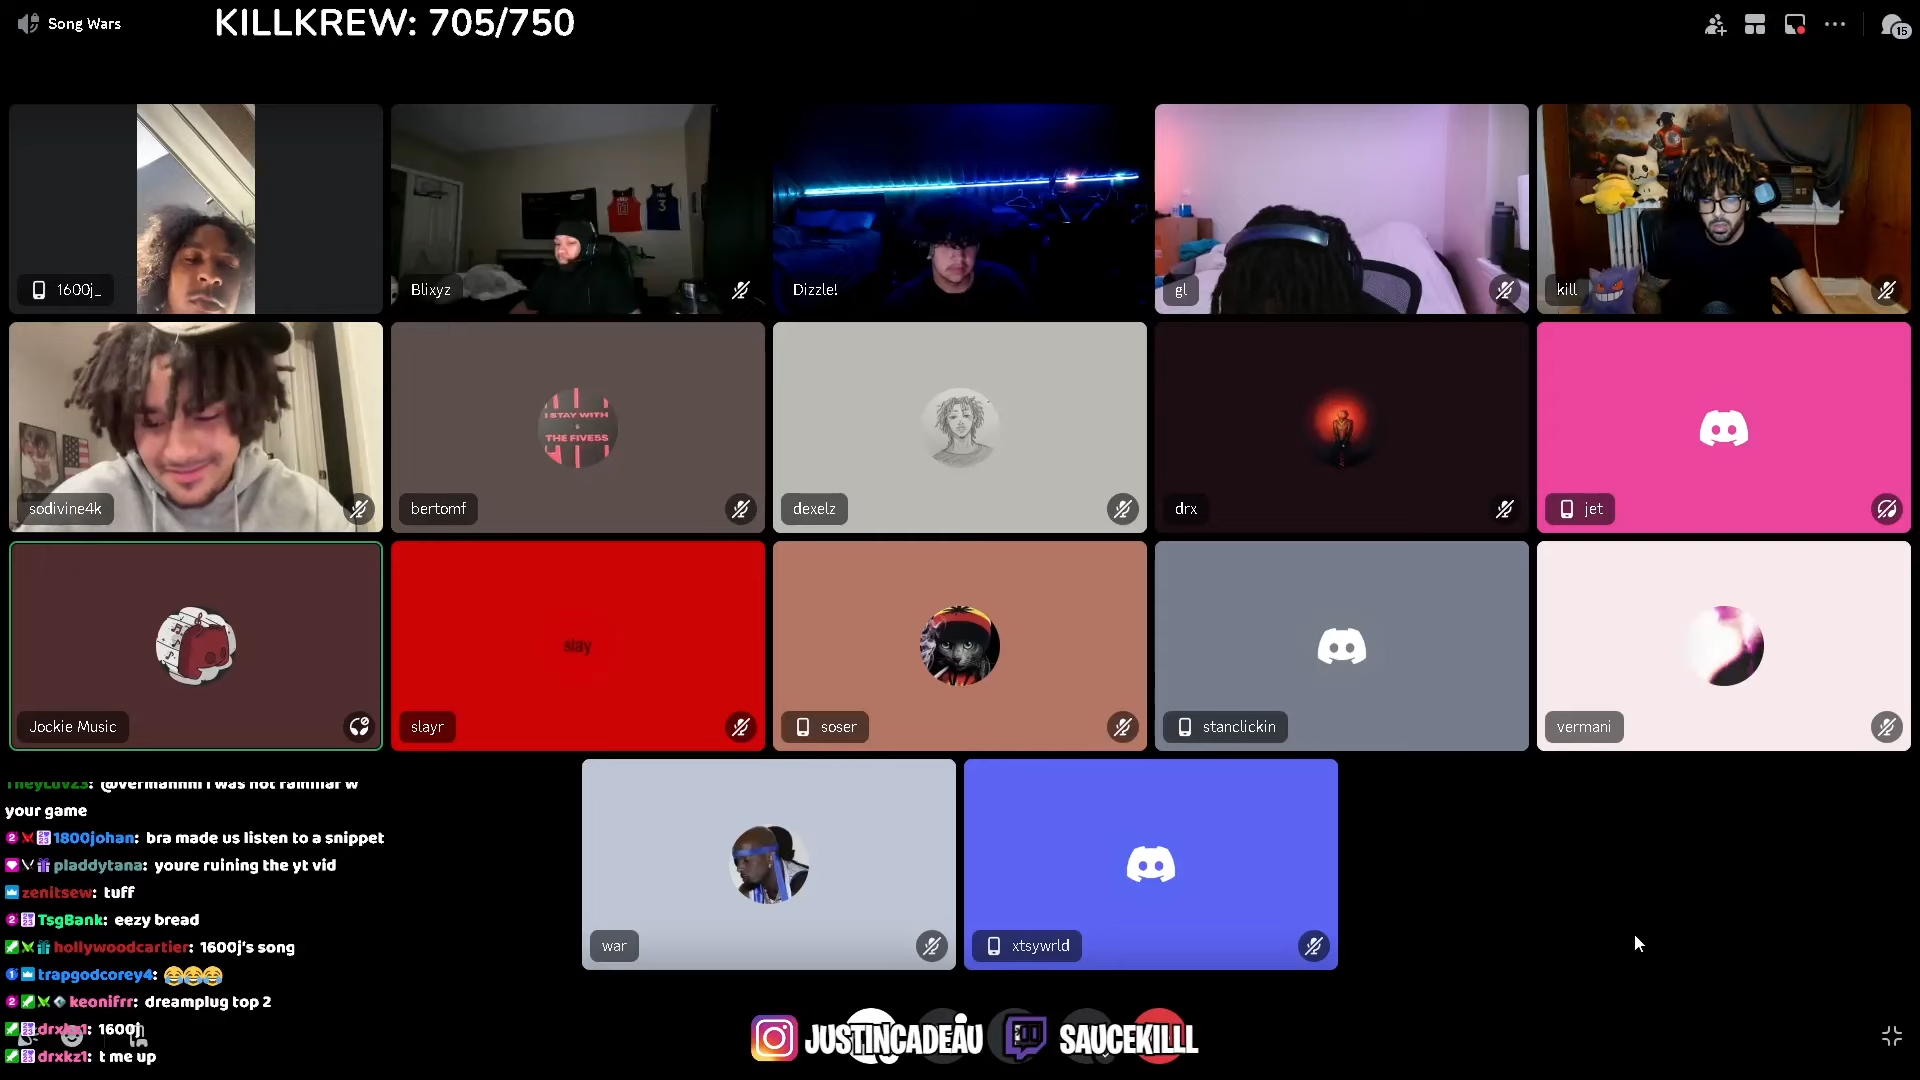 Song Wars
KILLKREW: 705/750
15
1600j_
Blixyz
Dizzle!
gl
kill
sodivine4k
I STAY WITH
THE FIVE5S
bertomf
dexelz
drx
jet
Jockie Music
slay
slayr
soser
stanclickin
vermani
war
xtsywrld
your game
1800johan: bra made us listen to a snippet
pladdytana: youre ruining the yt vid
zenitsew: tuff
TsgBank: eezy bread
hollywoodcartier: 1600j's song
trapgodcorey4: 😂😂😂
keonifrr: dreamplug top 2
drxkz1: 1600j
drxkz1: t me up
JUSTINCADEAU
SAUCEKILLL